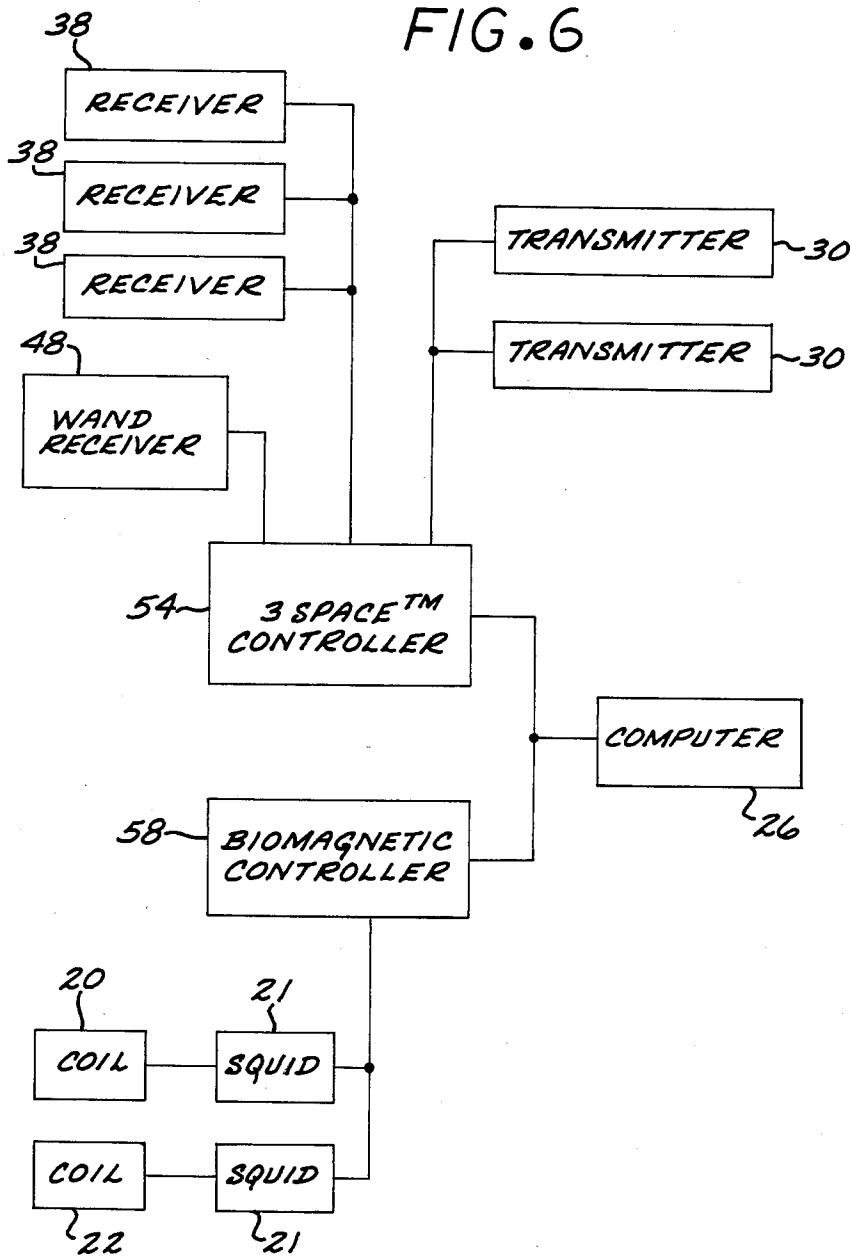 FIG. 6
38
RECEIVER
38
RECEIVER
38
RECEIVER
TRANSMITTER 30
TRANSMITTER 30
48
WAND
RECEIVER
54
3 SPACE™
CONTROLLER
COMPUTER
26
58
BIOMAGNETIC
CONTROLLER
20
COIL
21
SQUID
COIL
22
SQUID
21